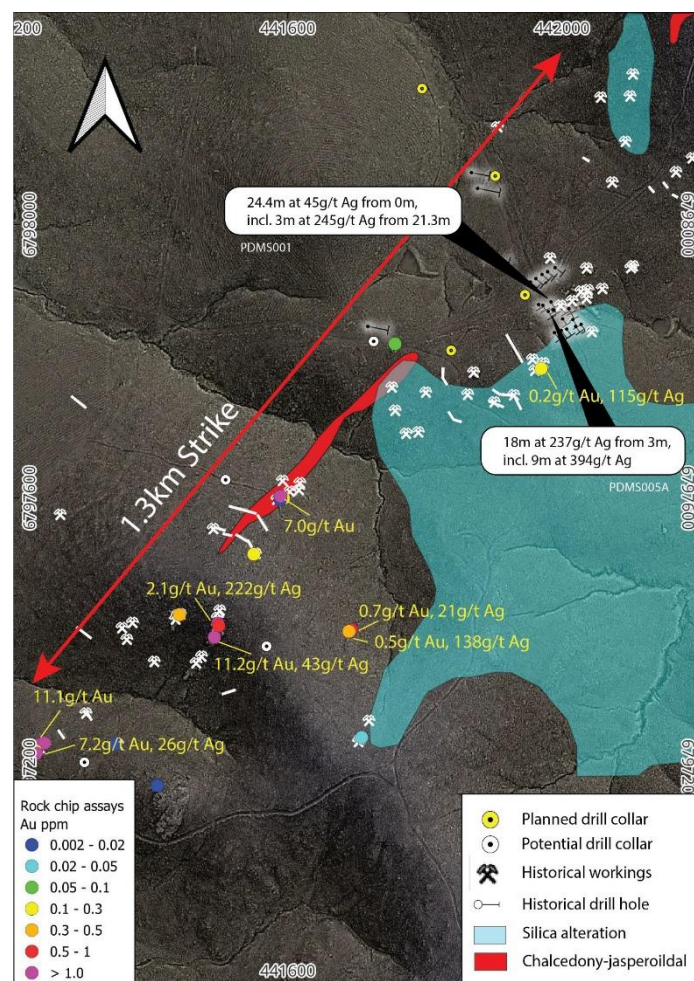 200
441600
442000
6798000
6798000
24.4m at 45g/t Ag from 0m,
incl. 3m at 245g/t Ag from 21.3m
PDMS001
1.3km Strike
0.2g/t Au, 115g/t Ag
18m at 237g/t Ag from 3m,
incl. 9m at 394g/t Ag
PDMS005A
6797600
6797600
7.0g/t Au
2.1g/t Au, 222g/t Ag
0.7g/t Au, 21g/t Ag
0.5g/t Au, 138g/t Ag
11.2g/t Au, 43g/t Ag
11.1g/t Au
7.2g/t Au, 26g/t Ag
97200
679720
Rock chip assays
Au ppm
0.002 - 0.02
0.02 - 0.05
0.05 - 0.1
0.1 - 0.3
0.3 - 0.5
0.5 - 1
> 1.0
Planned drill collar
Potential drill collar
Historical workings
Historical drill hole
Silica alteration
Chalcedony-jasperoildal
441600